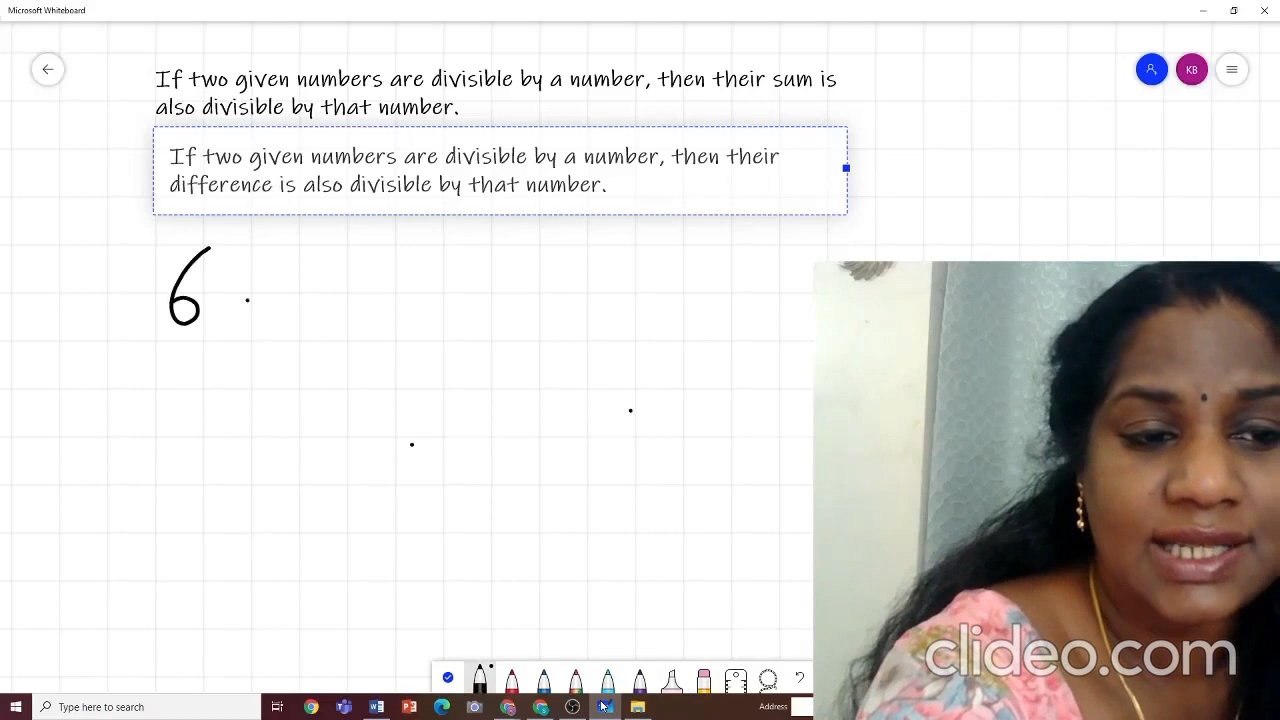 Microsoft Whiteboard
KB
If two given numbers are divisible by a number, then their sum is
also divisible by that number.
If two given numbers are divisible by a number, then their
difference is also divisible by that number.
6
clideo.com
Type here to search
Address